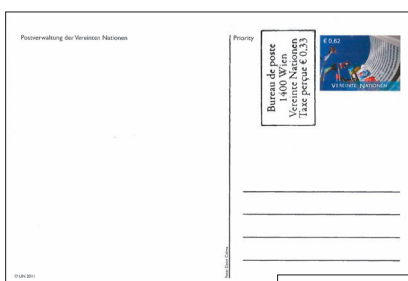 Postverwaltung der Vereinten Nationen
Priority
Bureau de poste
1400 Wien
Vereinte Nationen
Taxe perçue € 0,33
€ 0,62
VEREINTE NATIONEN
© UN 2011